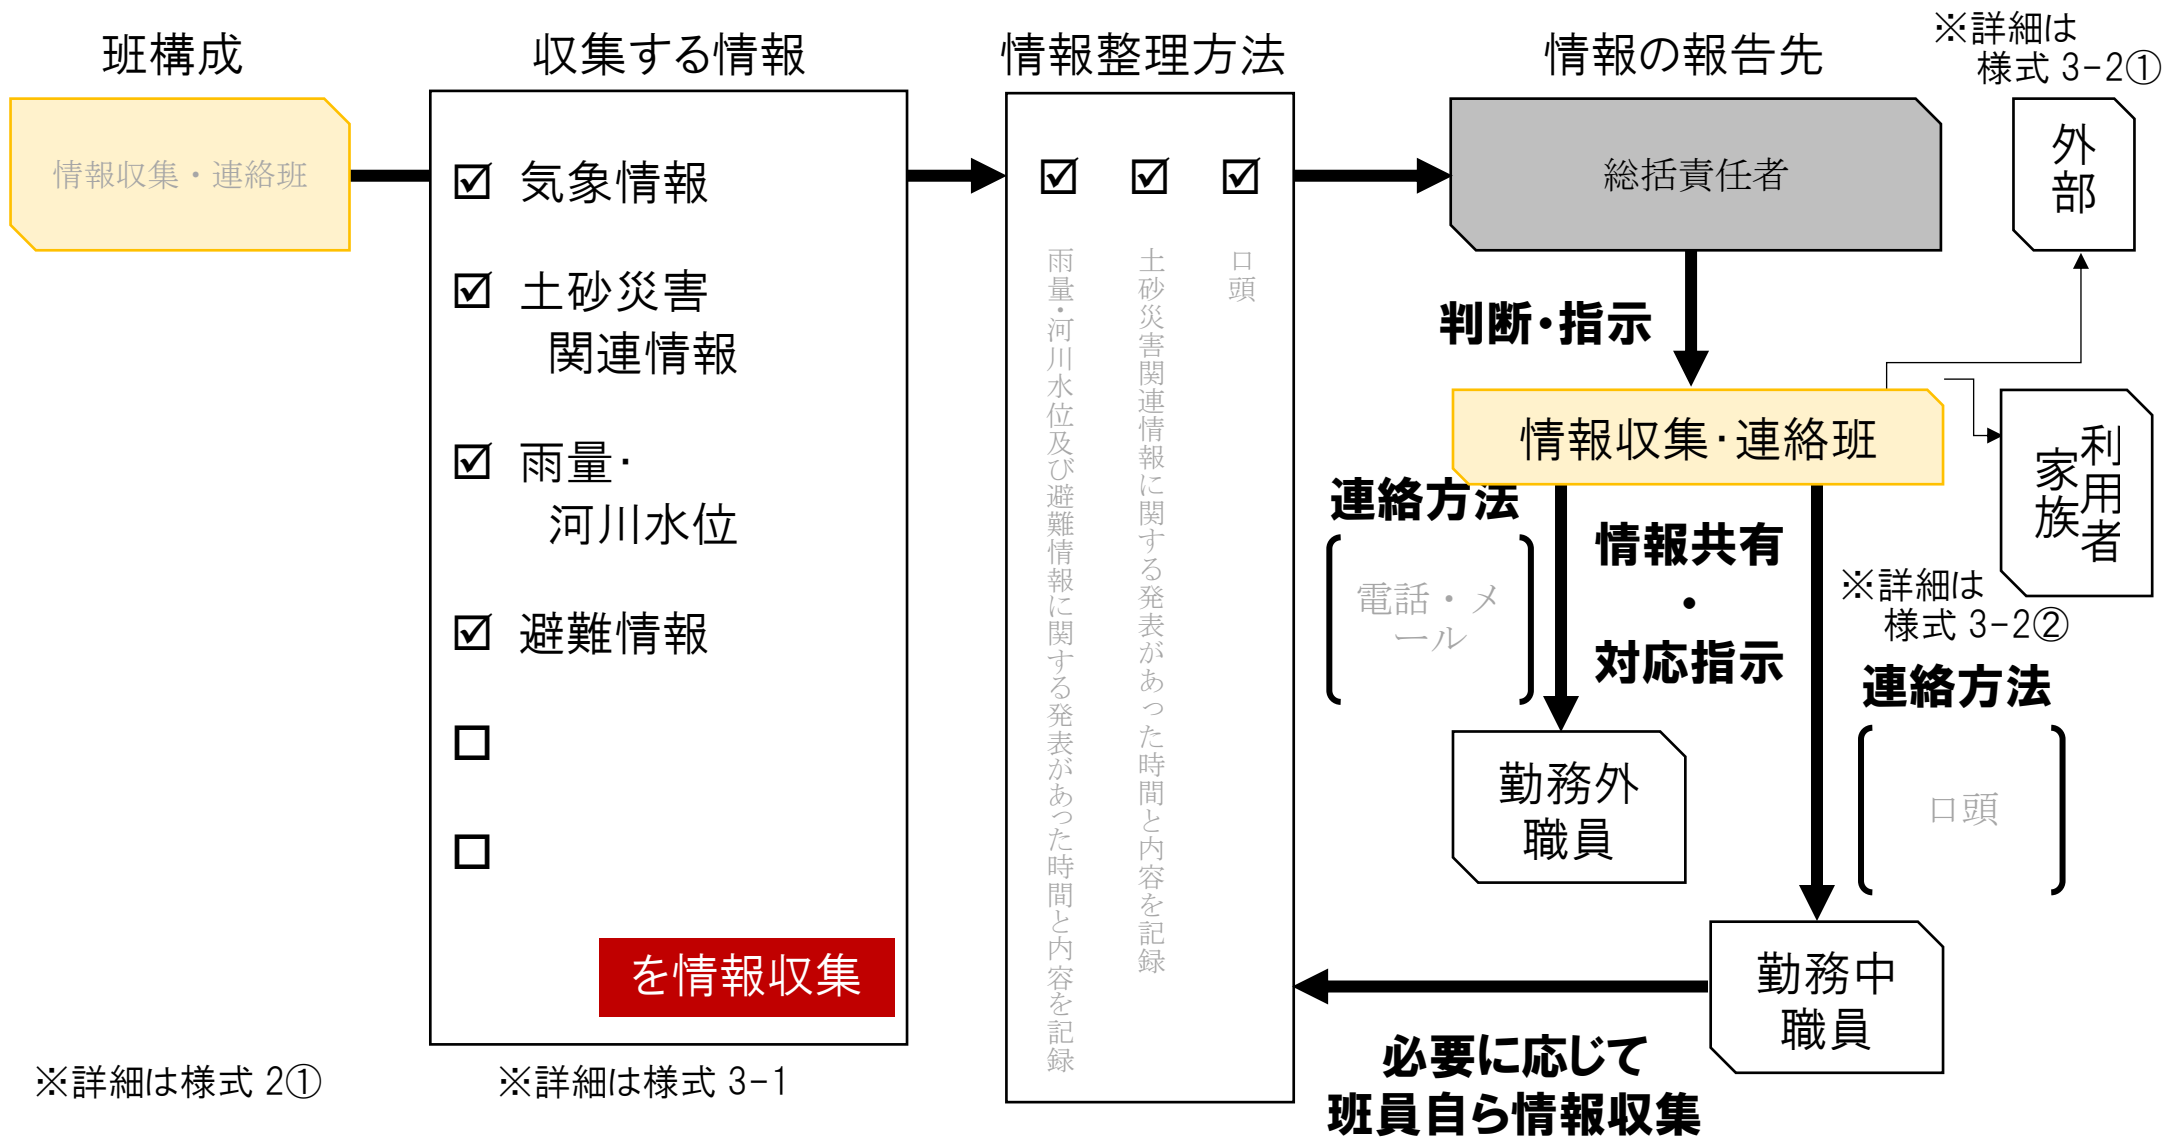 班構成
情報収集・連絡班
※詳細は様式 2①
収集する情報
☑ 気象情報
☑ 土砂災害
関連情報
☑ 雨量・
河川水位
☑ 避難情報
☐
☐
を情報収集
※詳細は様式 3-1
情報整理方法
☑ ☑ ☑
口頭
土砂災害関連情報に関する発表があった時間と内容を記録
雨量・河川水位及び避難情報に関する発表があった時間と内容を記録
情報の報告先
総括責任者
※詳細は
様式 3-2①
外部
判断・指示
情報収集・連絡班
利用者
家族
※詳細は
様式 3-2②
連絡方法
電話・メ
ール
情報共有
・
対応指示
連絡方法
口頭
勤務外
職員
勤務中
職員
必要に応じて
班員自ら情報収集